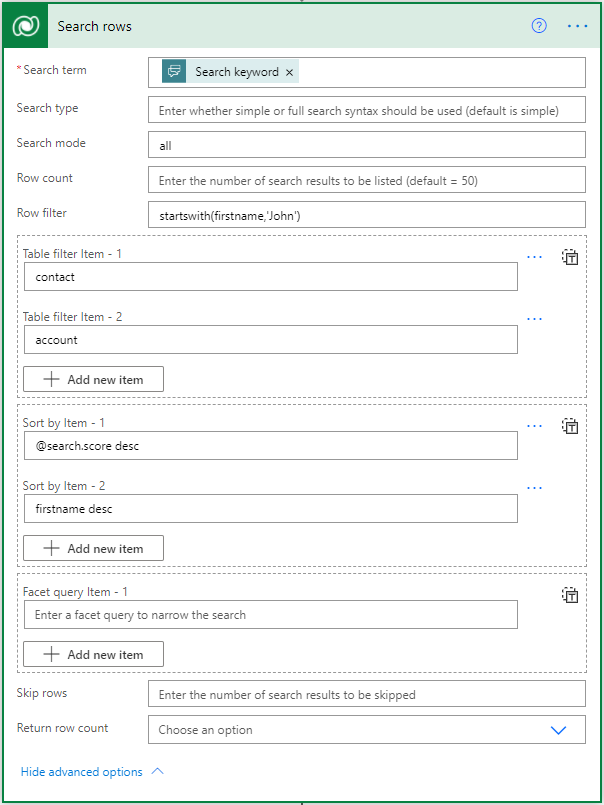 Search rows
* Search term
Search keyword
Search type
Enter whether simple or full search syntax should be used (default is simple)
Search mode
all
Row count
Enter the number of search results to be listed (default = 50)
Row filter
startswith(firstname,'John')
Table filter Item - 1
contact
Table filter Item - 2
account
Add new item
Sort by Item - 1
@search.score desc
Sort by Item - 2
firstname desc
Add new item
Facet query Item - 1
Enter a facet query to narrow the search
Add new item
Skip rows
Enter the number of search results to be skipped
Return row count
Choose an option
Hide advanced options